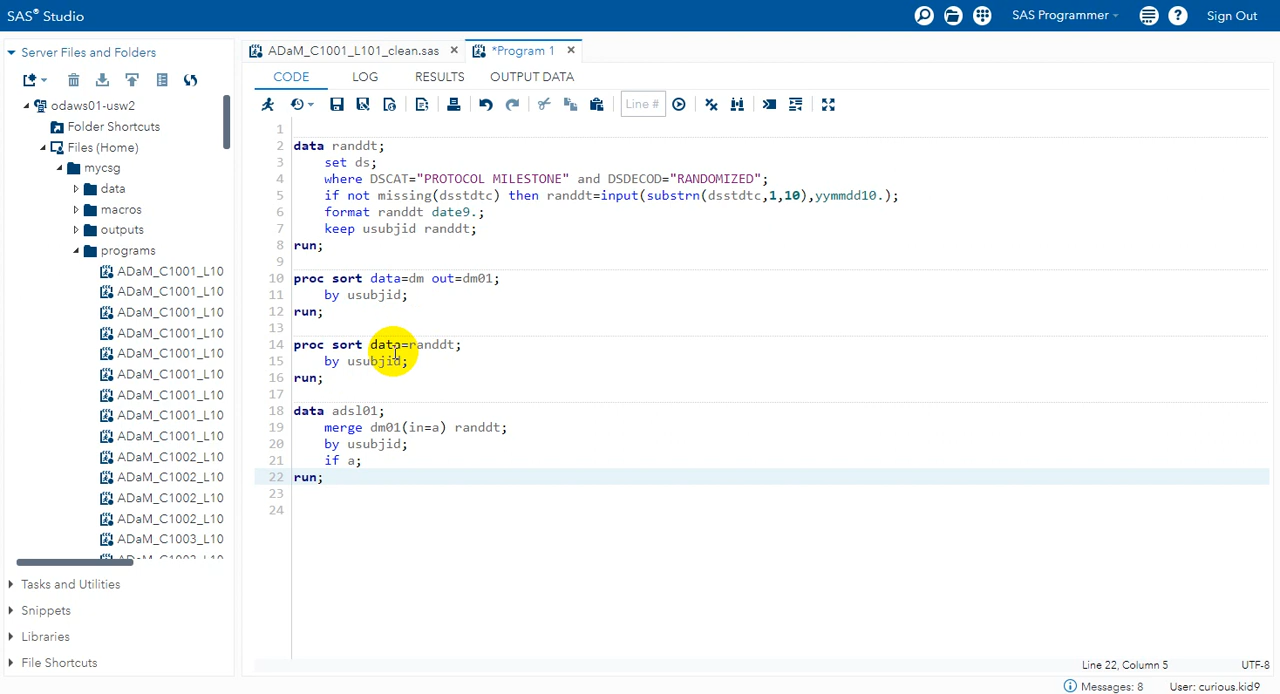 SAS® Studio
SAS Programmer
Sign Out
Server Files and Folders
odaws01-usw2
Folder Shortcuts
Files (Home)
mycsg
data
macros
outputs
programs
ADaM_C1001_L10
ADaM_C1001_L10
ADaM_C1001_L10
ADaM_C1001_L10
ADaM_C1001_L10
ADaM_C1001_L10
ADaM_C1001_L10
ADaM_C1001_L10
ADaM_C1001_L10
ADaM_C1002_L10
ADaM_C1002_L10
ADaM_C1002_L10
ADaM_C1002_L10
ADaM_C1003_L10
ADaM_C1003_L10
Tasks and Utilities
Snippets
Libraries
File Shortcuts
ADaM_C1001_L101_clean.sas
*Program 1
CODE LOG RESULTS OUTPUT DATA
Line #
1
2 data randdt;
3 set ds;
4 where DSCAT="PROTOCOL MILESTONE" and DSDECOD="RANDOMIZED";
5 if not missing(dsstdtc) then randdt=input(substrn(dsstdtc,1,10),yymmdd10.);
6 format randdt date9.;
7 keep usubjid randdt;
8 run;
9
10 proc sort data=dm out=dm01;
11 by usubjid;
12 run;
13
14 proc sort data=randdt;
15 by usubjid;
16 run;
17
18 data adsl01;
19 merge dm01(in=a) randdt;
20 by usubjid;
21 if a;
22 run;
23
24
Line 22, Column 5
UTF-8
Messages: 8
User: curious.kid9